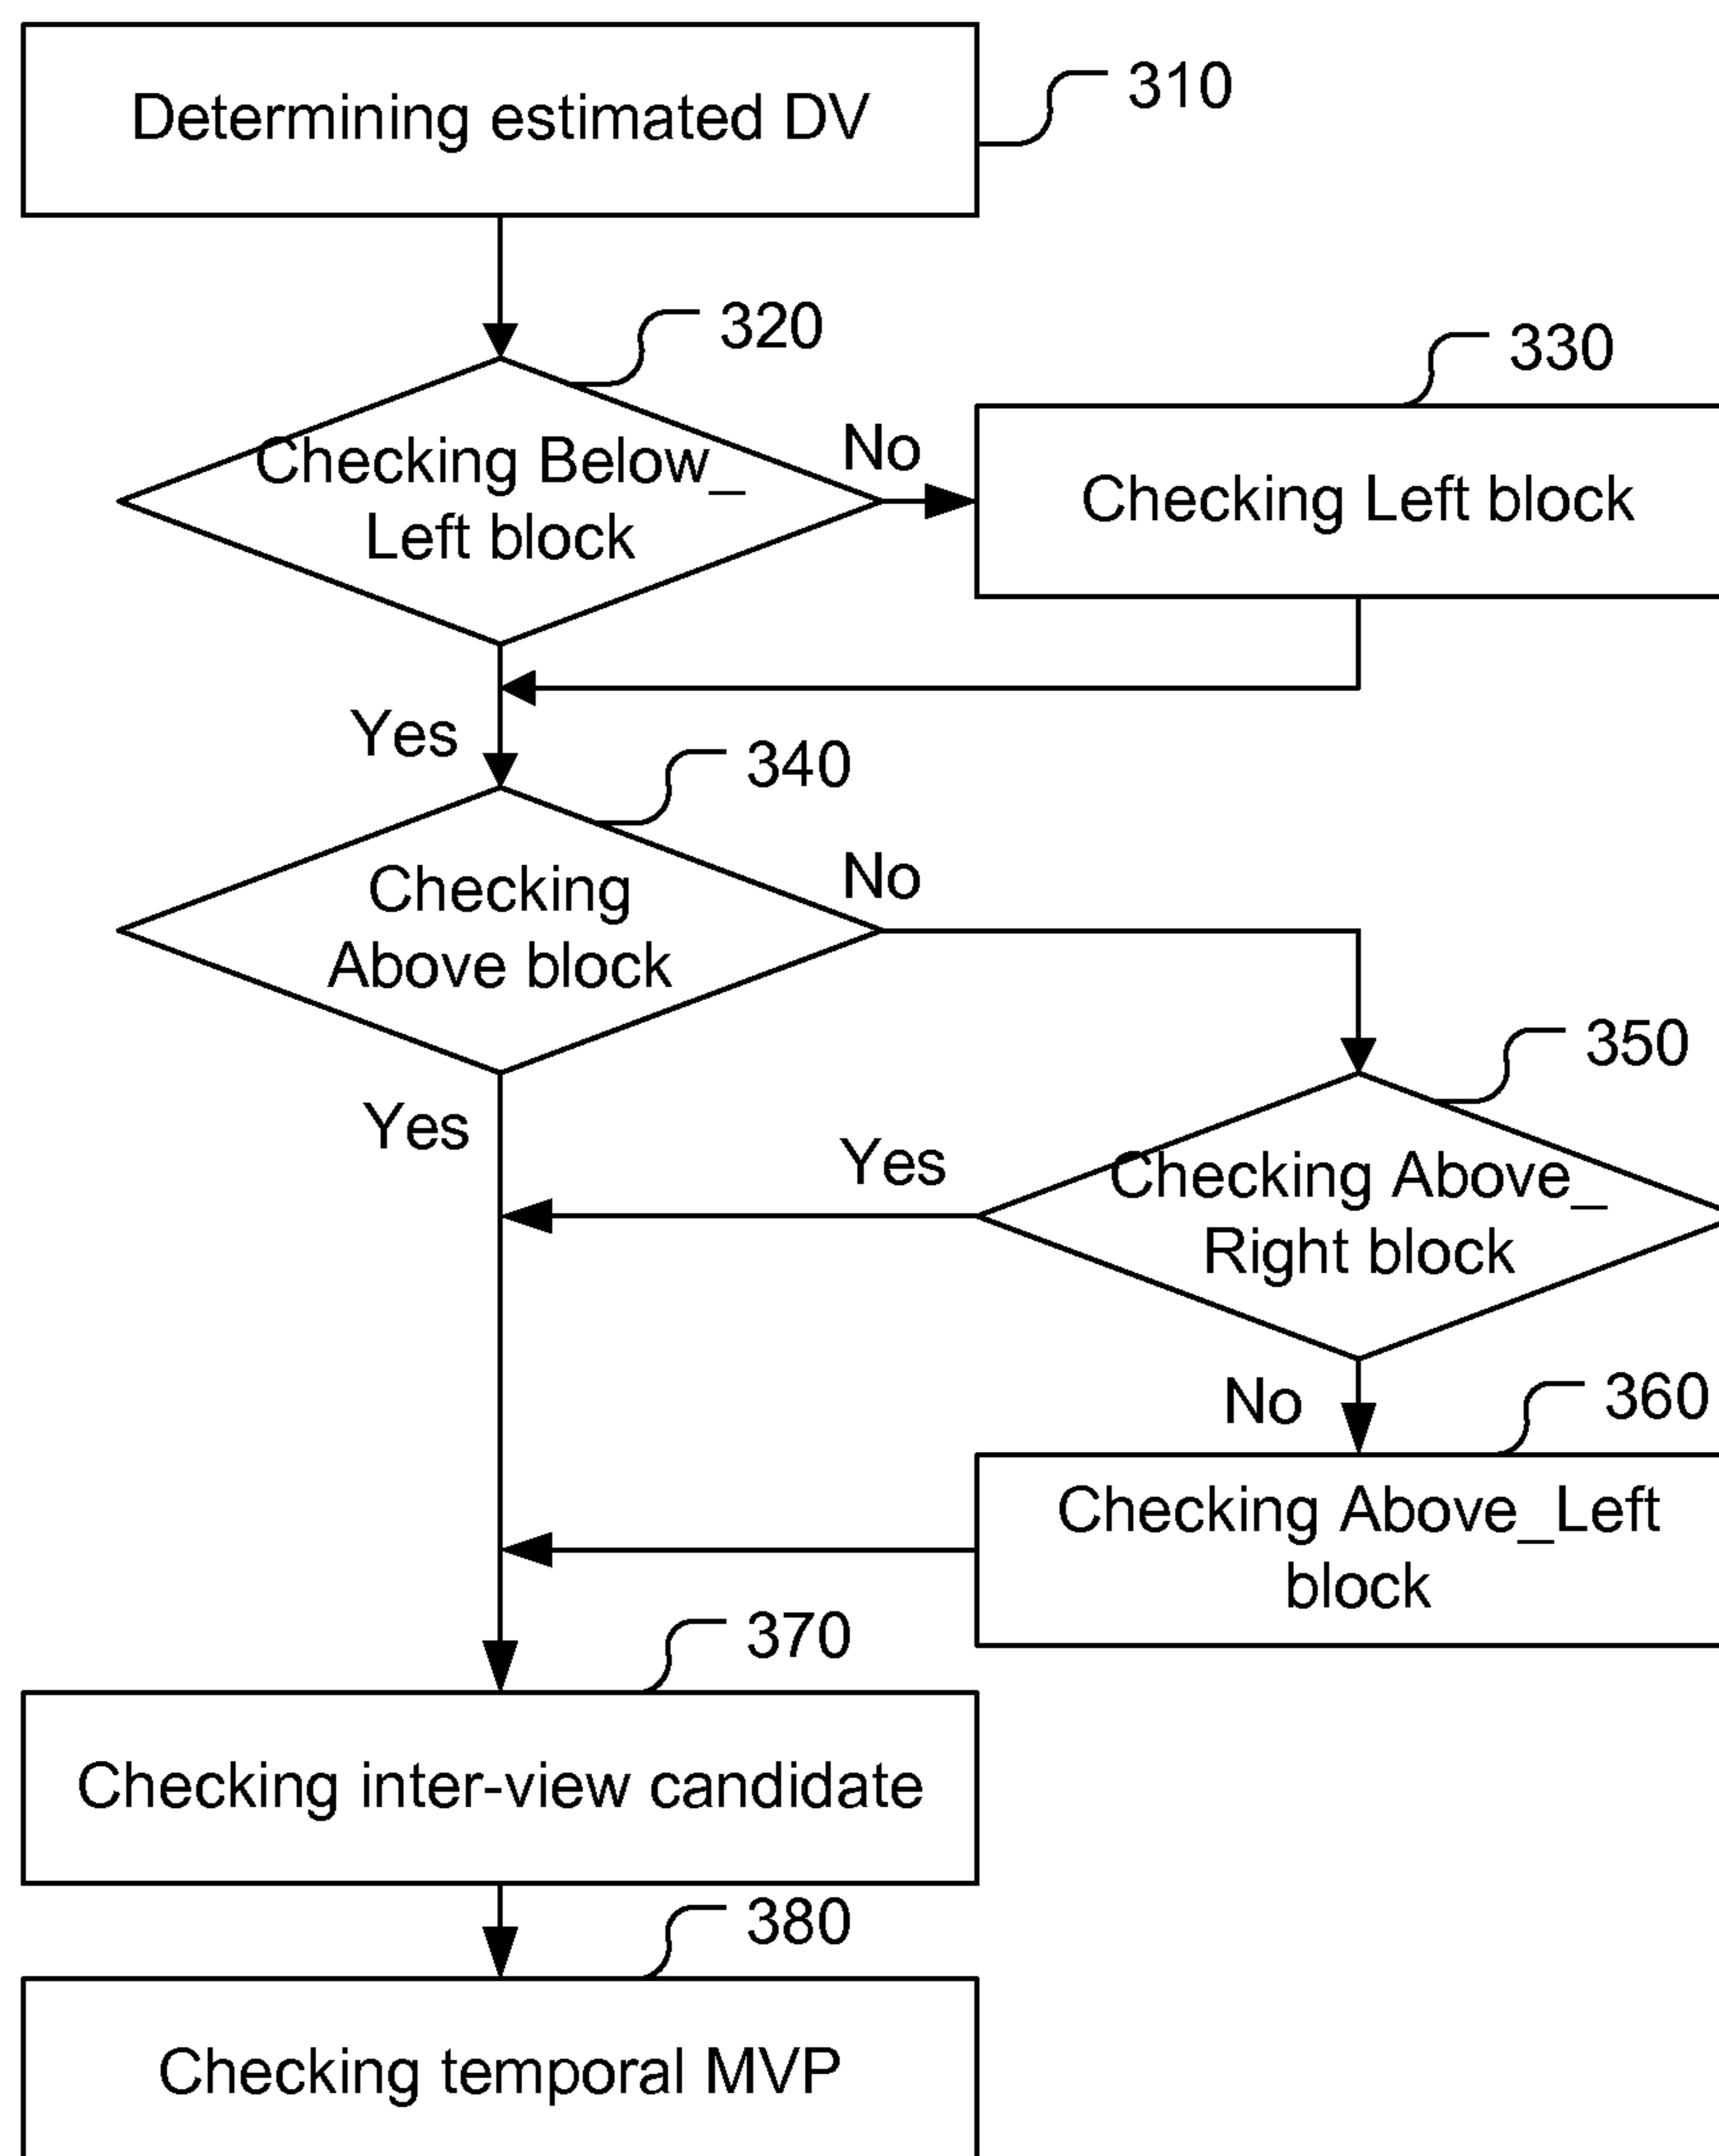 Determining estimated DV
310
320
Checking Below_
Left block
No
330
Checking Left block
Yes
340
Checking
Above block
No
350
Yes
Yes
Checking Above_
Right block
No
360
Checking Above_Left
block
370
Checking inter-view candidate
380
Checking temporal MVP